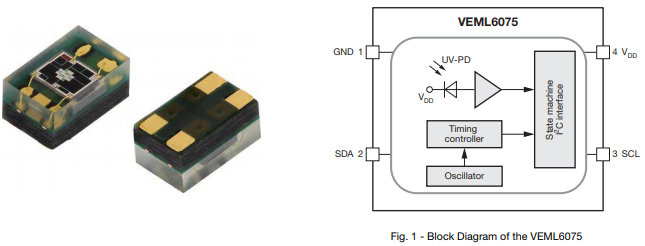 VEML6075
GND 1
4 VDD
UV-PD
VDD
State machine
I²C interface
Timing
controller
SDA 2
3 SCL
Oscillator
Fig. 1 - Block Diagram of the VEML6075